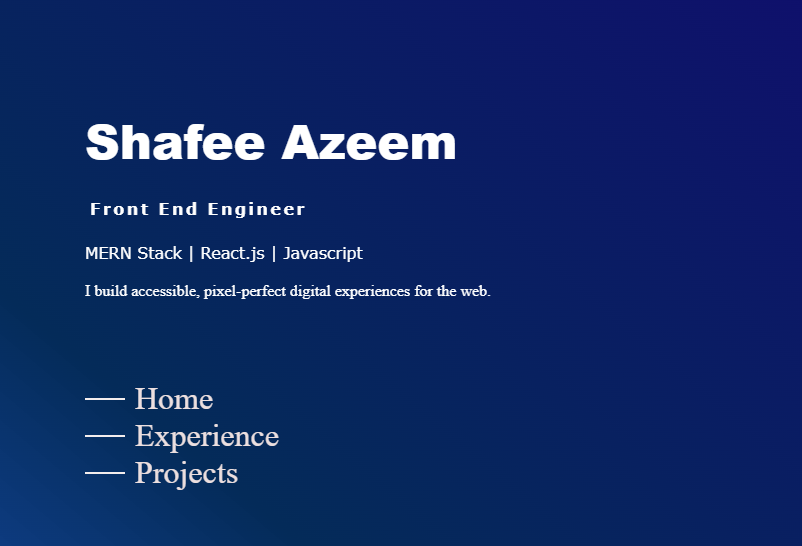 Shafee Azeem
Front End Engineer
MERN Stack | React.js | Javascript
I build accessible, pixel-perfect digital experiences for the web.
Home
Experience
Projects